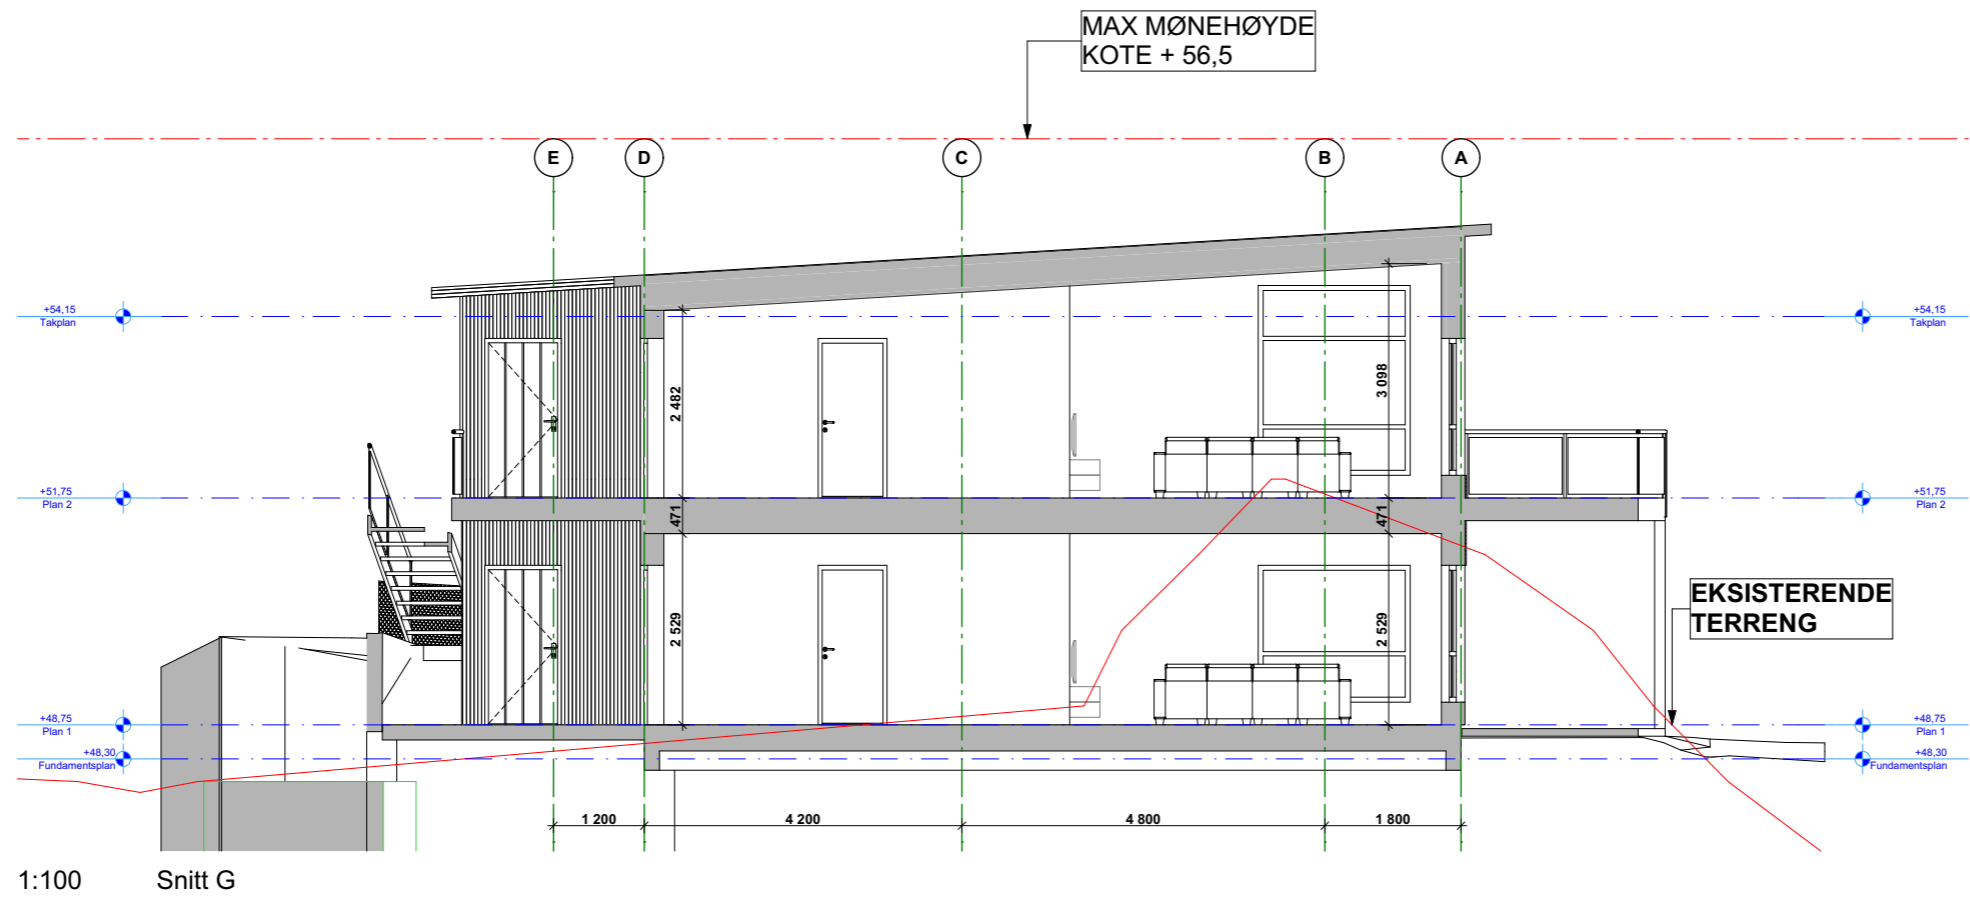 MAX MØNEHØYDE
KOTE + 56,5
E D C B A
+54,15
Takplan
+54,15
Takplan
2 482
3 098
+51,75
Plan 2
+51,75
Plan 2
471
471
EKSISTERENDE
TERRENG
2 529
2 529
+48,75
Plan 1
+48,75
Plan 1
+48,30
Fundamentsplan
+48,30
Fundamentsplan
1 200 4 200 4 800 1 800
1:100 Snitt G